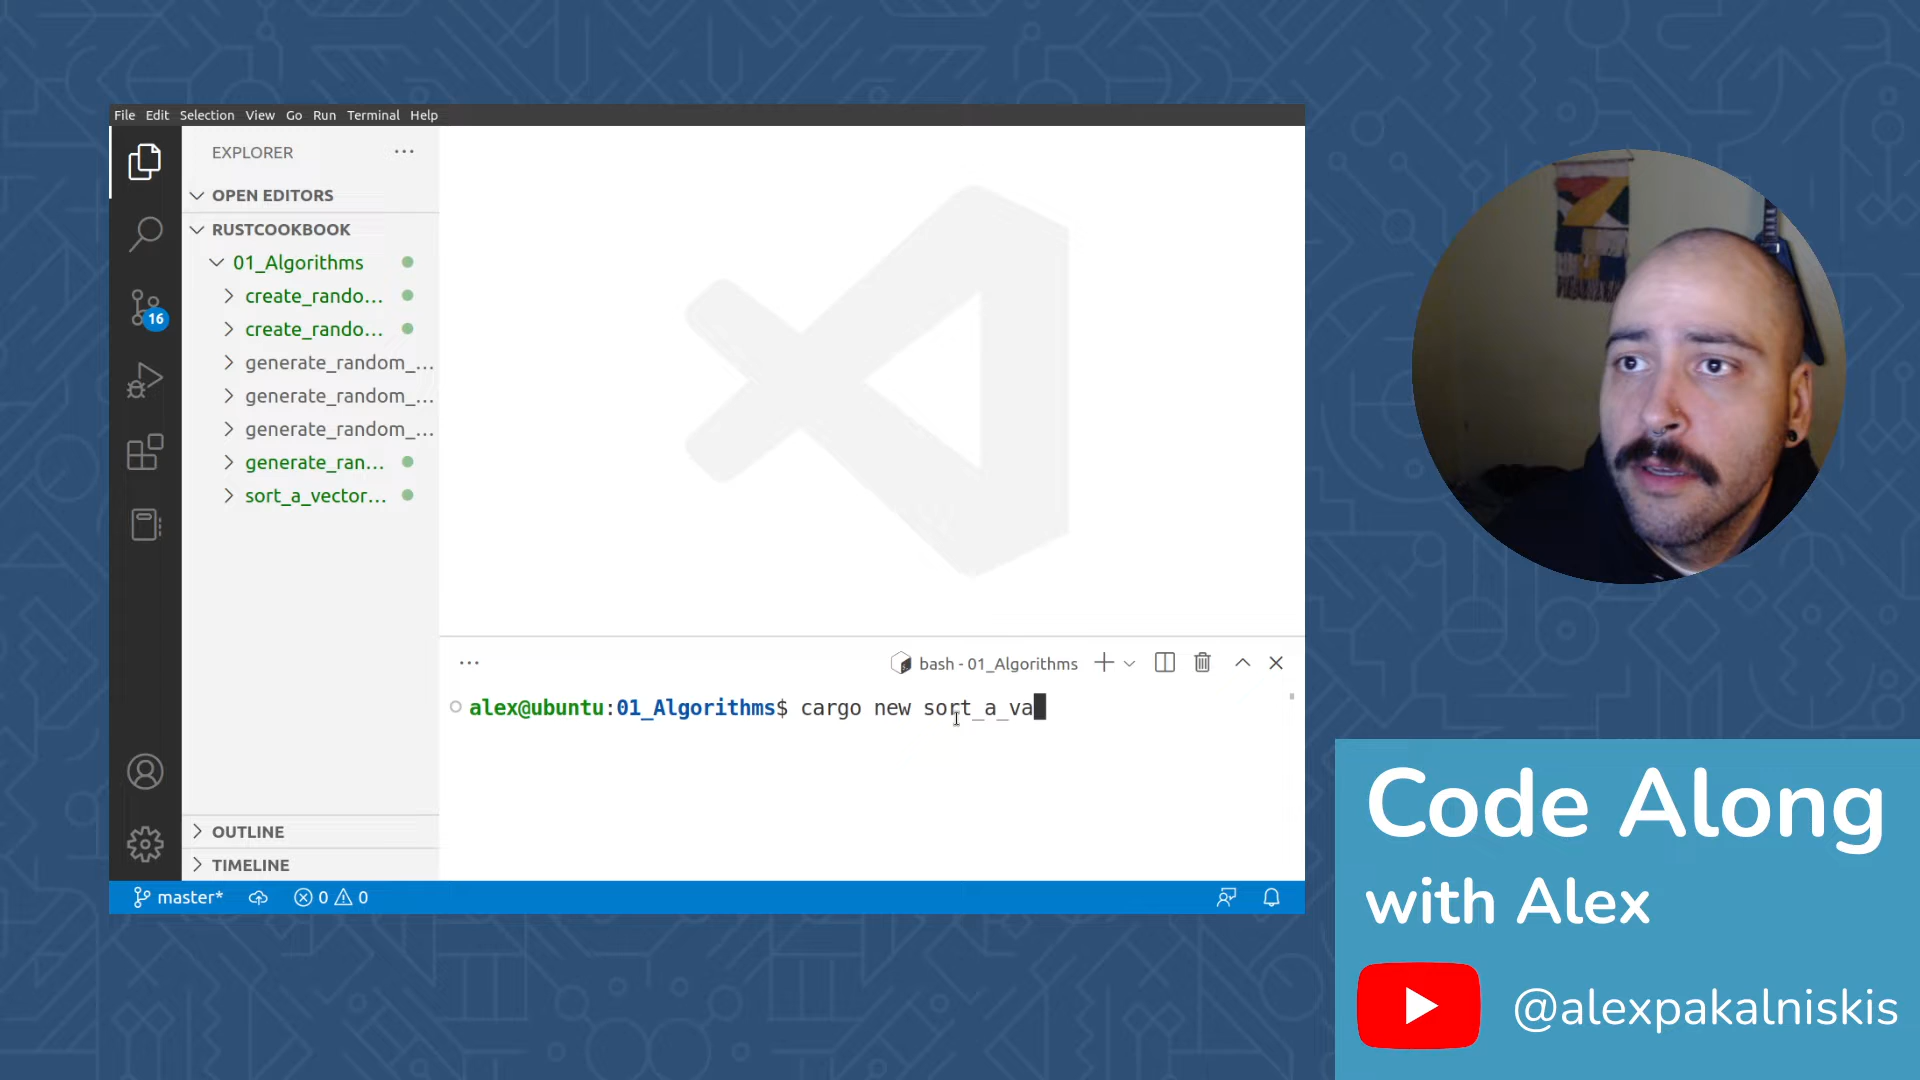 File Edit Selection View Go Run Terminal Help
EXPLORER
OPEN EDITORS
RUSTCOOKBOOK
01_Algorithms
create_rando...
create_rando...
generate_random_...
generate_random_...
generate_random_...
generate_ran...
sort_a_vector...
16
OUTLINE
TIMELINE
bash - 01_Algorithms
alex@ubuntu:01_Algorithms$ cargo new sort_a_va
master* 0 0
Code Along
with Alex
@alexpakalniskis